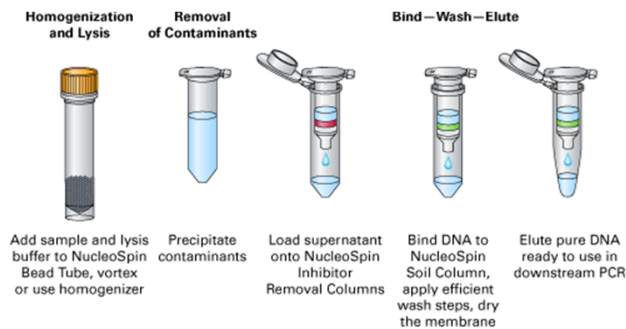 Homogenization
and Lysis
Removal
of Contaminants
Bind—Wash—Elute
Add sample and lysis
buffer to NucleoSpin
Bead Tube, vortex
or use homogenizer
Precipitate
contaminants
Load supernatant
onto NucleoSpin
Inhibitor
Removal Columns
Bind DNA to
NucleoSpin
Soil Column,
apply efficient
wash steps, dry
the membrane
Elute pure DNA
ready to use in
downstream PCR